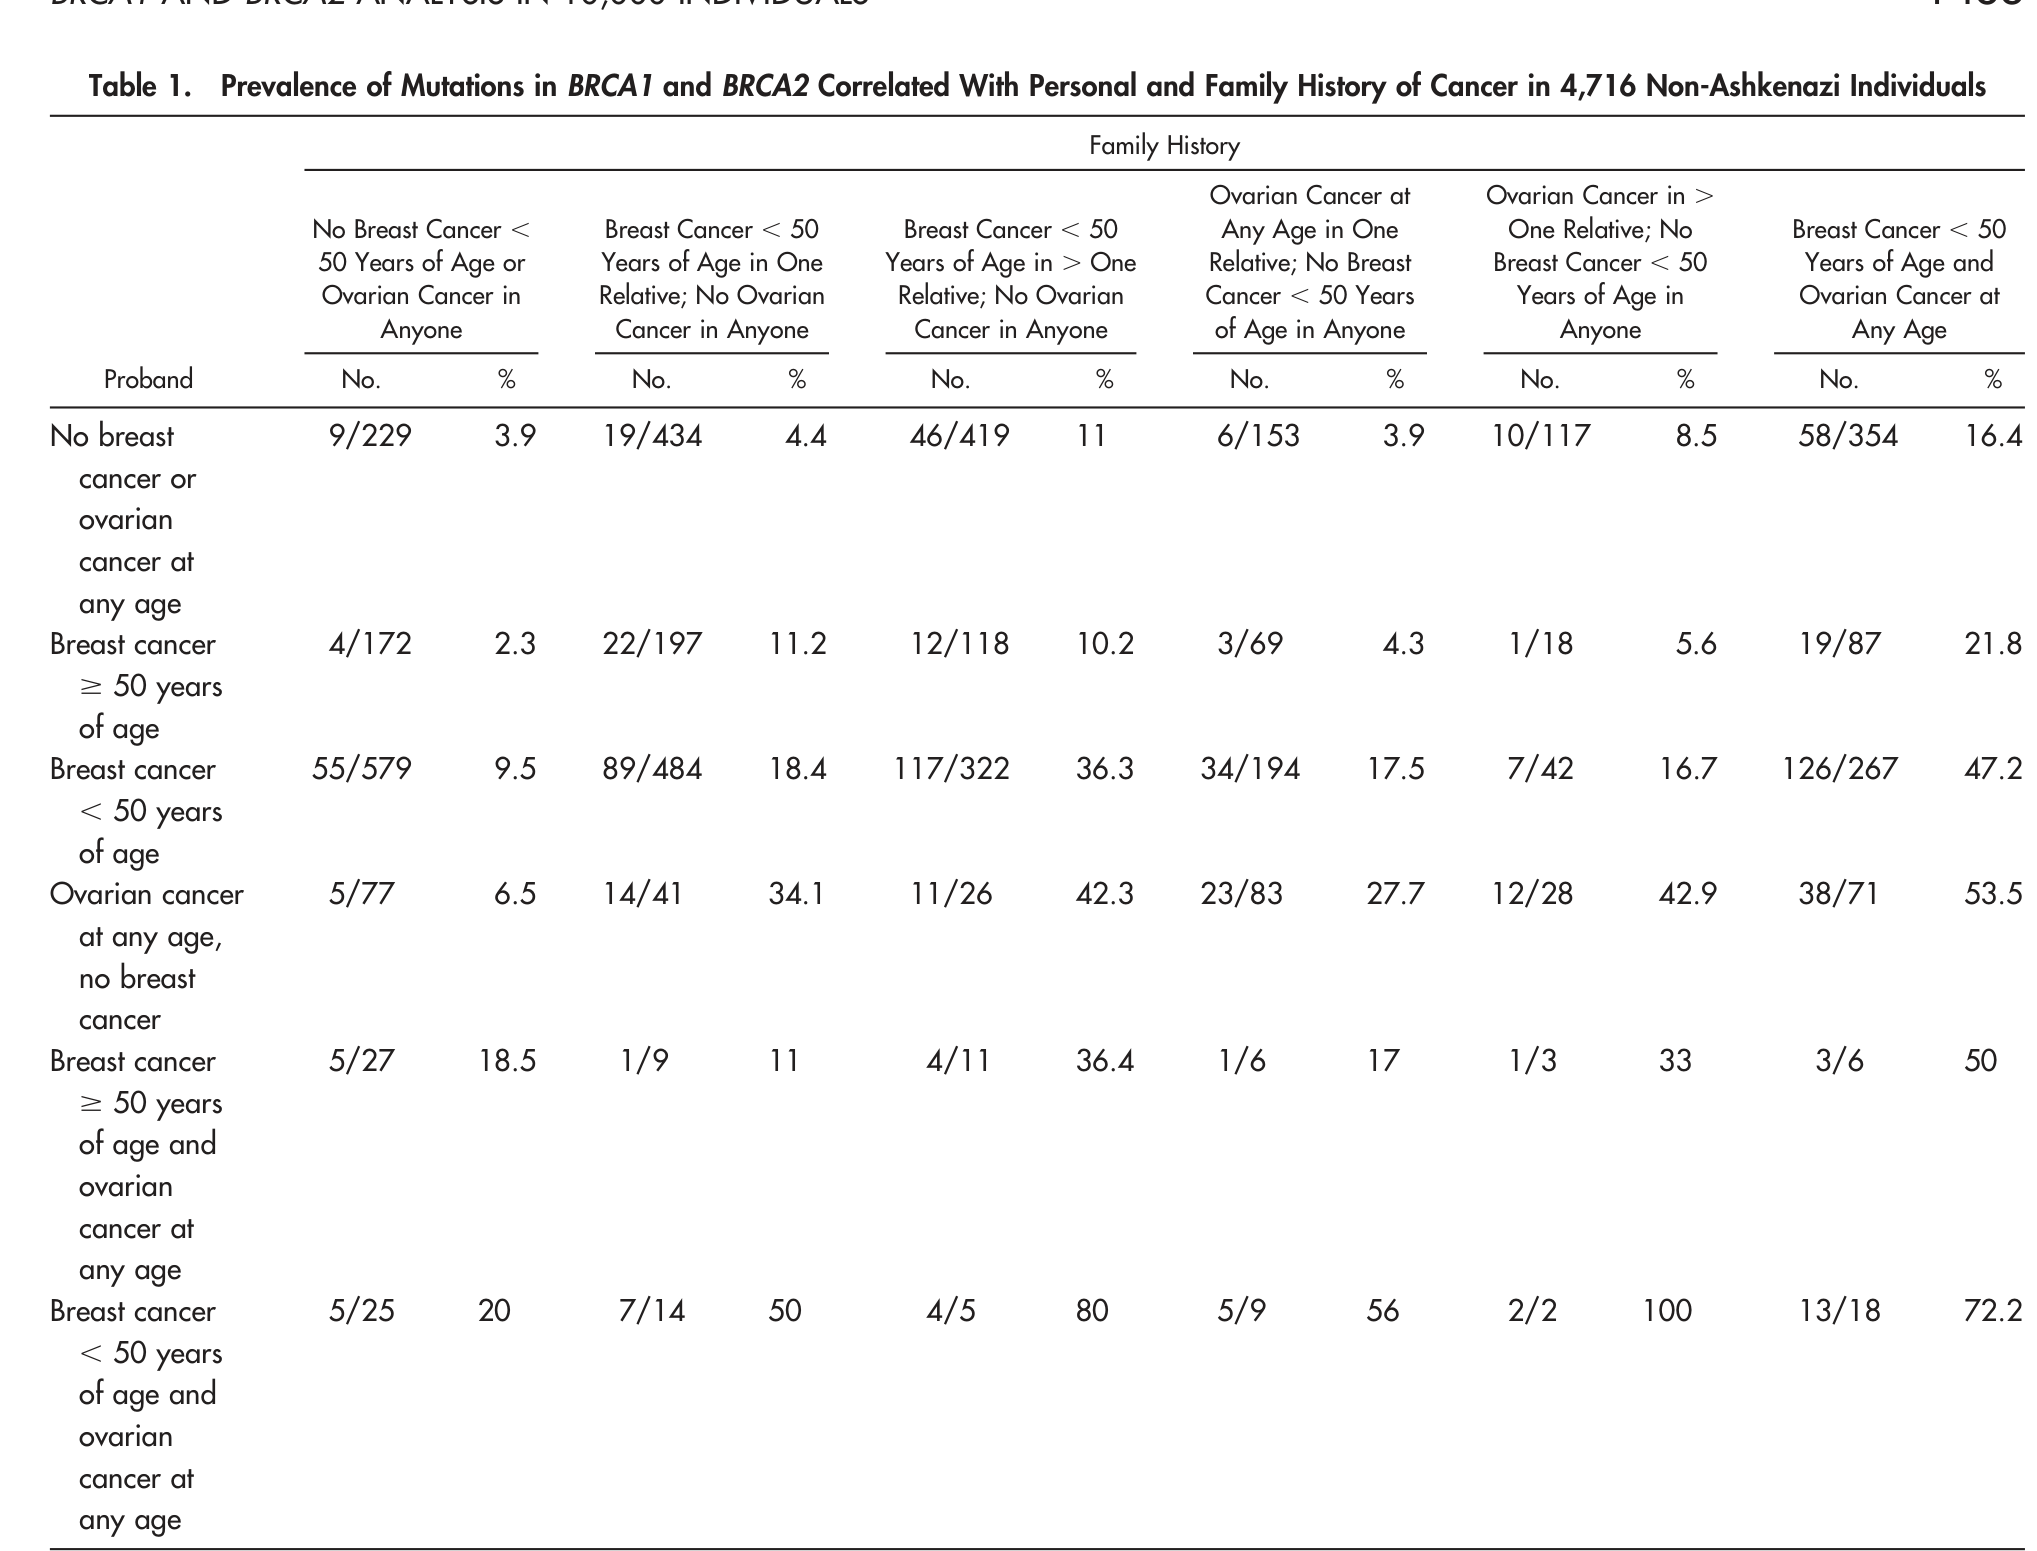 BRCA1 AND BRCA2 ANALYSIS IN 10,000 INDIVIDUALS
Table 1. Prevalence of Mutations in BRCA1 and BRCA2 Correlated With Personal and Family History of Cancer in 4,716 Non-Ashkenazi Individuals
Family History
Proband
No Breast Cancer <
50 Years of Age or
Ovarian Cancer in
Anyone
Breast Cancer < 50
Years of Age in One
Relative; No Ovarian
Cancer in Anyone
Breast Cancer < 50
Years of Age in > One
Relative; No Ovarian
Cancer in Anyone
Ovarian Cancer at
Any Age in One
Relative; No Breast
Cancer < 50 Years
of Age in Anyone
Ovarian Cancer in >
One Relative; No
Breast Cancer < 50
Years of Age in
Anyone
Breast Cancer < 50
Years of Age and
Ovarian Cancer at
Any Age
No. % No. % No. % No. % No. % No. %
No breast 9/229 3.9 19/434 4.4 46/419 11 6/153 3.9 10/117 8.5 58/354 16.4
cancer or
ovarian
cancer at
any age
Breast cancer 4/172 2.3 22/197 11.2 12/118 10.2 3/69 4.3 1/18 5.6 19/87 21.8
≥ 50 years
of age
Breast cancer 55/579 9.5 89/484 18.4 117/322 36.3 34/194 17.5 7/42 16.7 126/267 47.2
< 50 years
of age
Ovarian cancer 5/77 6.5 14/41 34.1 11/26 42.3 23/83 27.7 12/28 42.9 38/71 53.5
at any age,
no breast
cancer
Breast cancer 5/27 18.5 1/9 11 4/11 36.4 1/6 17 1/3 33 3/6 50
≥ 50 years
of age and
ovarian
cancer at
any age
Breast cancer 5/25 20 7/14 50 4/5 80 5/9 56 2/2 100 13/18 72.2
< 50 years
of age and
ovarian
cancer at
any age